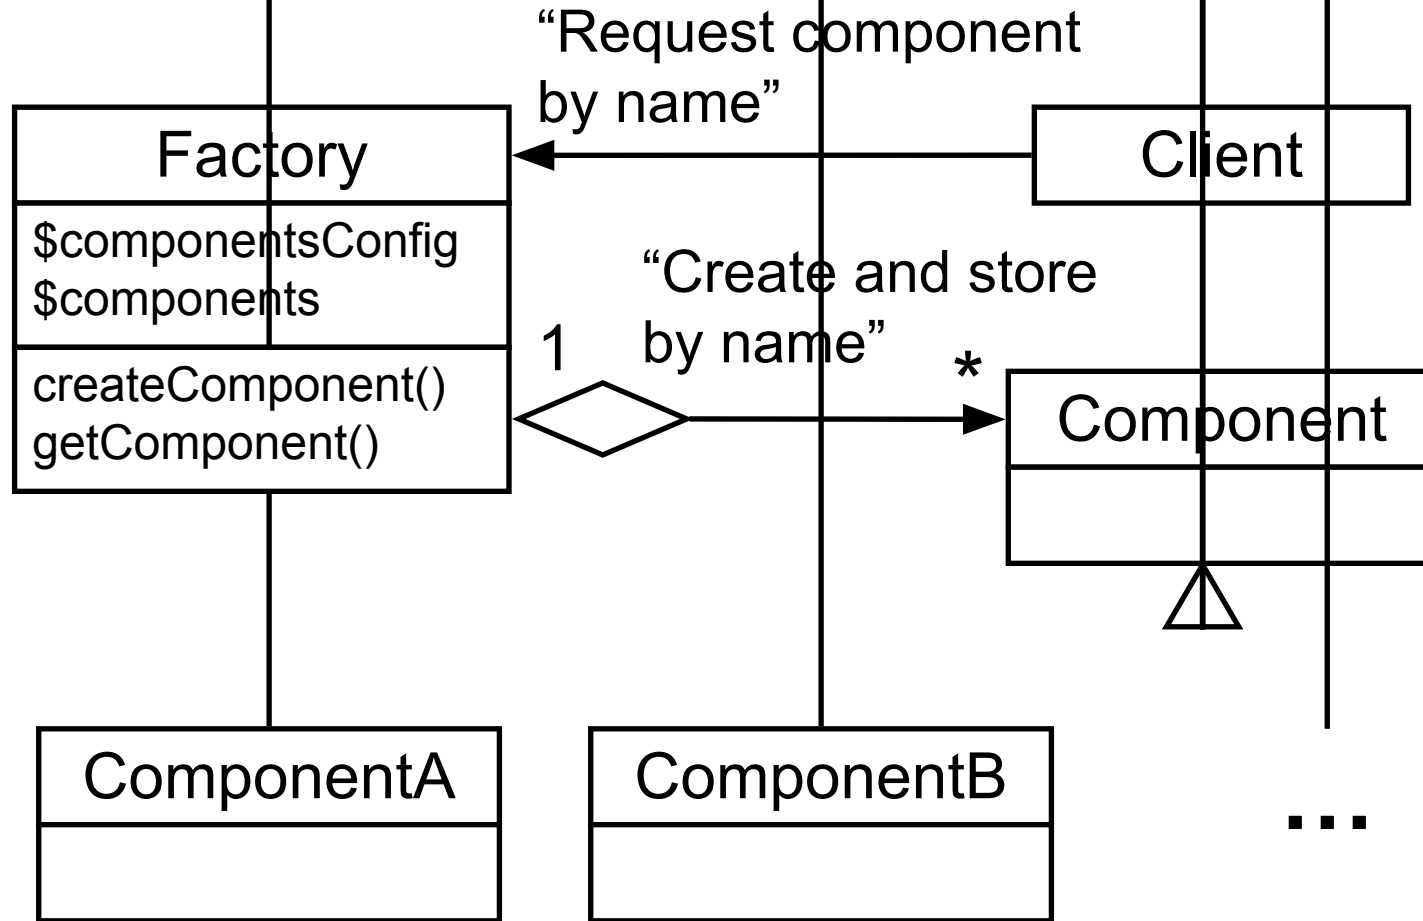 “Request component
by name”
Factory
Client
$componentsConfig
$components
“Create and store
by name”
1
*
createComponent()
getComponent()
Component
ComponentA
ComponentB
...